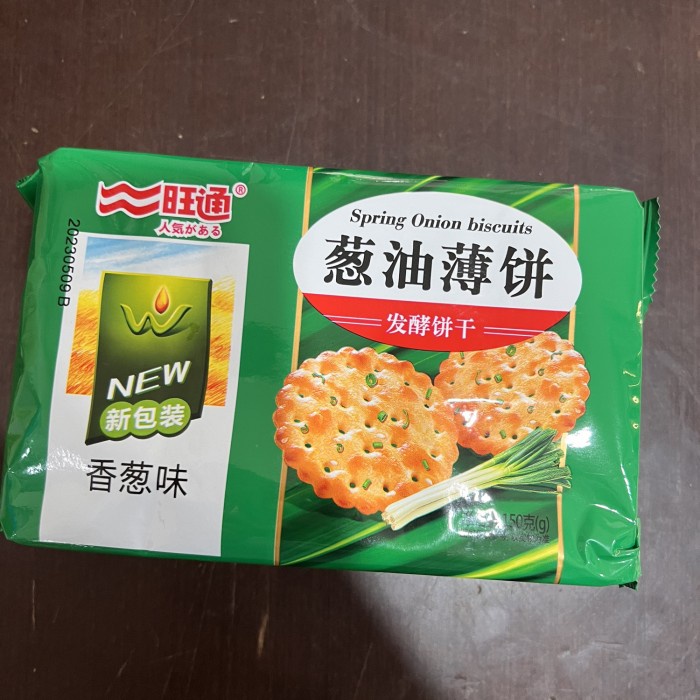 旺通®
人気がある
20230509 B
NEW
新包装
香葱味
Spring Onion biscuits
葱油薄饼
发酵饼干
150克(g)